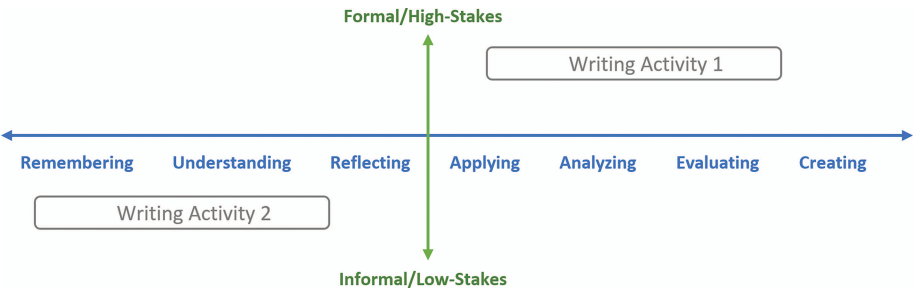 Formal/High-Stakes
Writing Activity 1
Remembering Understanding Reflecting Applying Analyzing Evaluating Creating
Writing Activity 2
Informal/Low-Stakes